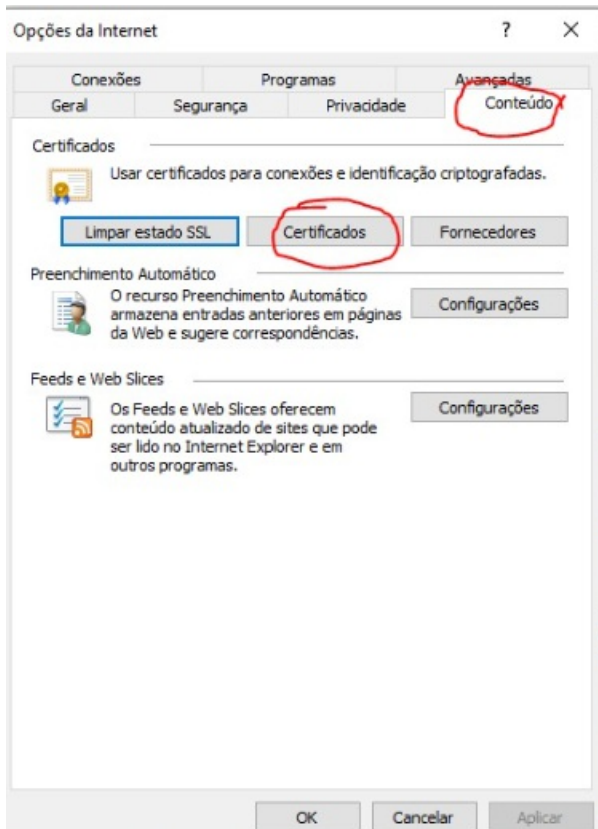 Opções da Internet ? X
Conexões Programas Avançadas
Geral Segurança Privacidade Conteúdo
Certificados
Usar certificados para conexões e identificação criptografadas.
Limpar estado SSL Certificados Fornecedores
Preenchimento Automático
O recurso Preenchimento Automático
armazena entradas anteriores em páginas
da Web e sugere correspondências.
Configurações
Feeds e Web Slices
Os Feeds e Web Slices oferecem
conteúdo atualizado de sites que pode
ser lido no Internet Explorer e em
outros programas.
Configurações
OK Cancelar Aplicar